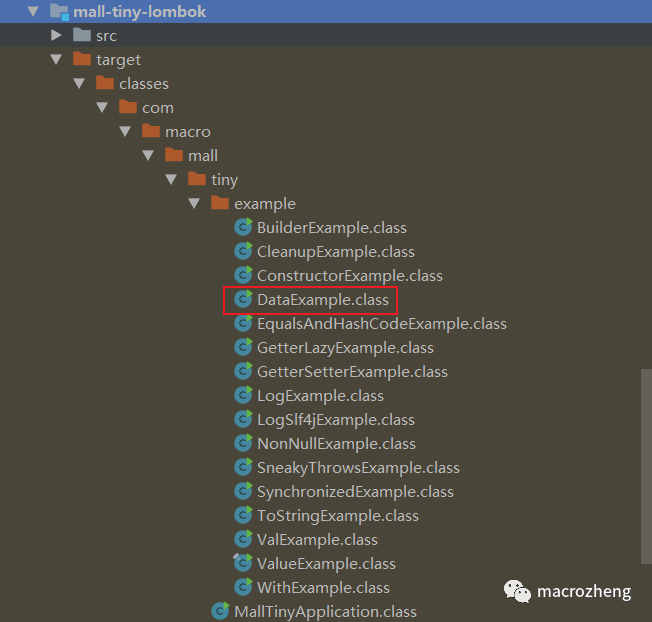 mall-tiny-lombok
src
target
classes
com
macro
mall
tiny
example
BuilderExample.class
CleanupExample.class
ConstructorExample.class
DataExample.class
EqualsAndHashCodeExample.class
GetterLazyExample.class
GetterSetterExample.class
LogExample.class
LogSlf4jExample.class
NonNullExample.class
SneakyThrowsExample.class
SynchronizedExample.class
ToStringExample.class
ValExample.class
ValueExample.class
WithExample.class
macrozheng
MallTinyApplication.class